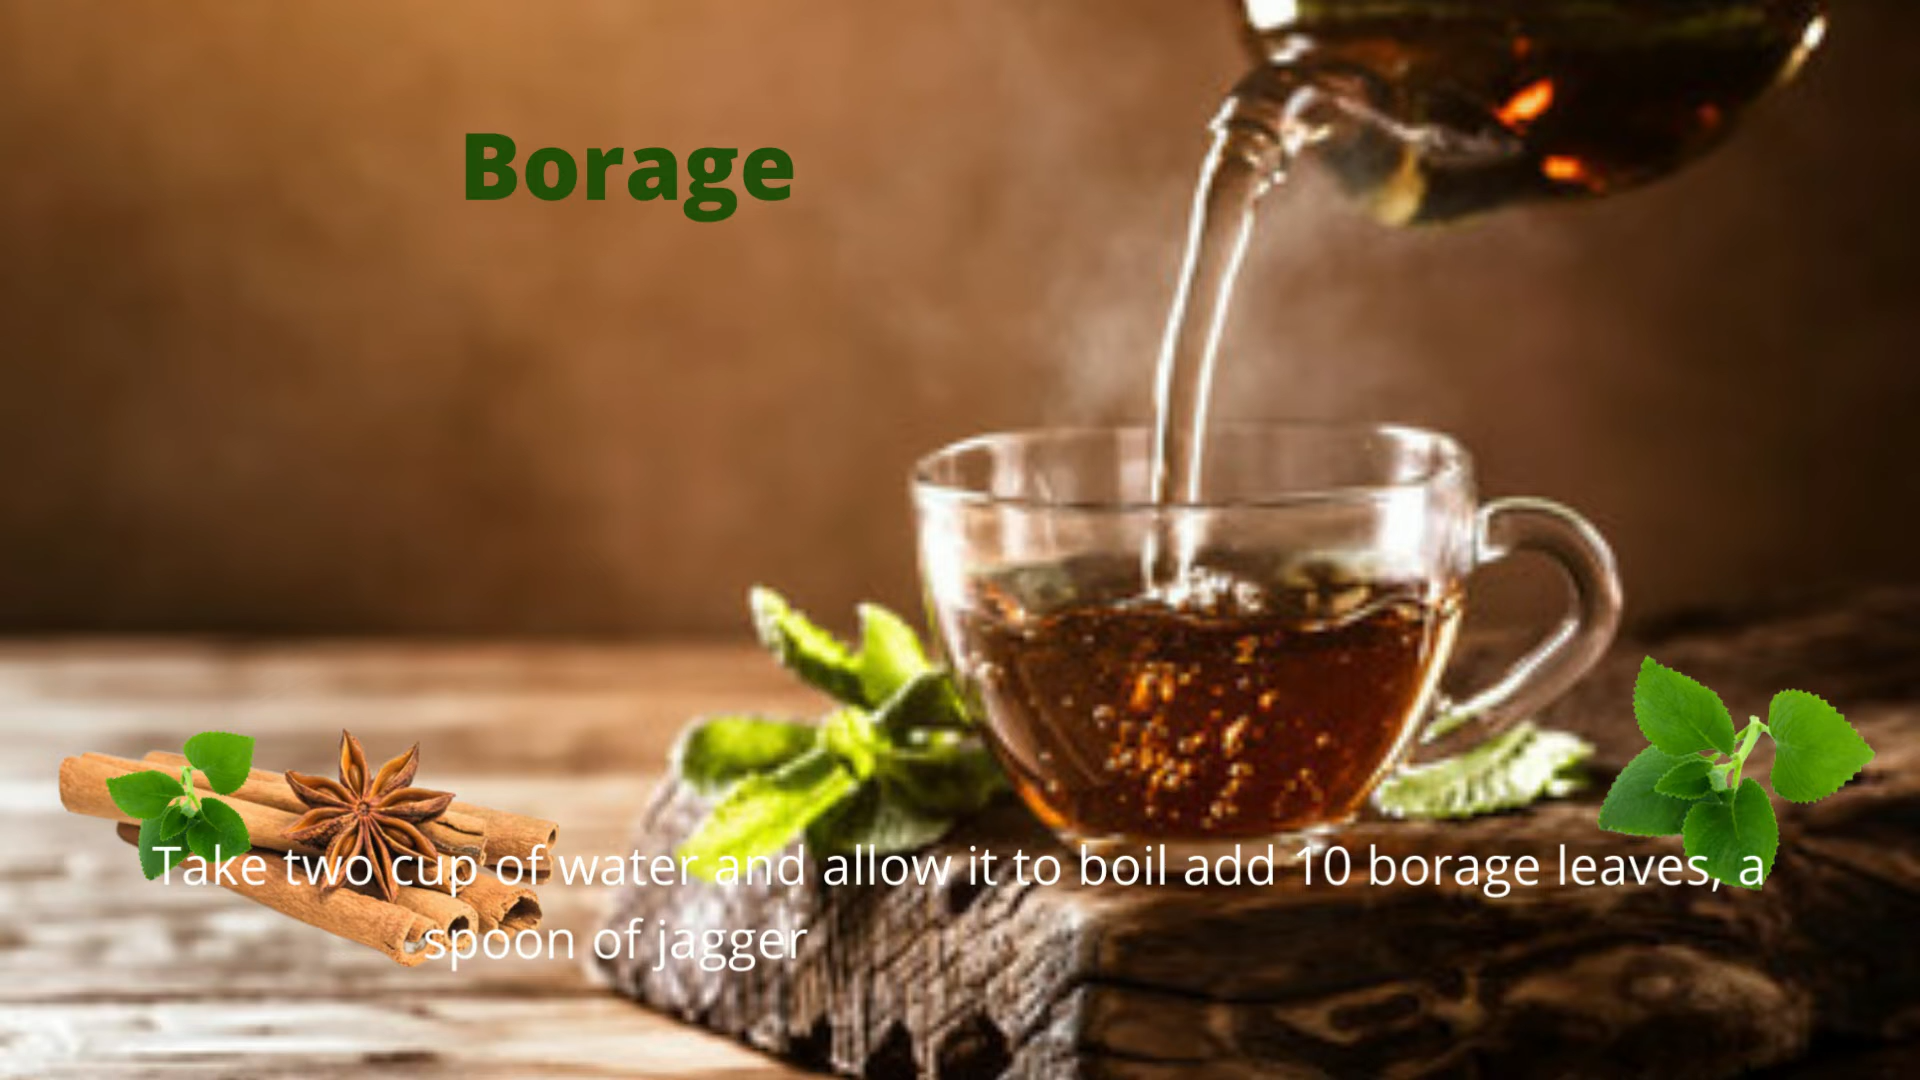 Borage
Take two cup of water and allow it to boil add 10 borage leaves, a
spoon of jagger